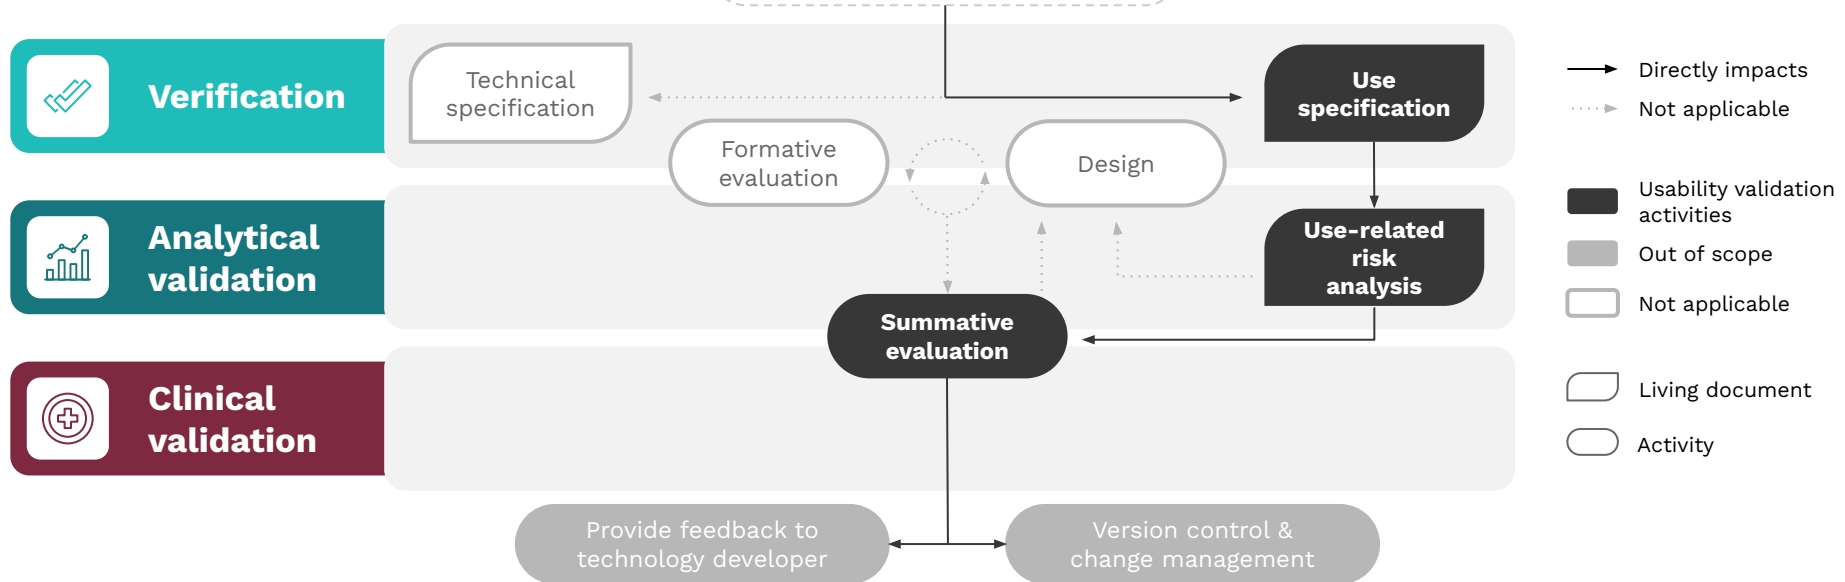 Verification
Technical
specification
Use
specification
Formative
evaluation
Design
Analytical
validation
Use-related
risk
analysis
Summative
evaluation
Clinical
validation
Provide feedback to
technology developer
Version control &
change management
Directly impacts
Not applicable
Usability validation
activities
Out of scope
Not applicable
Living document
Activity